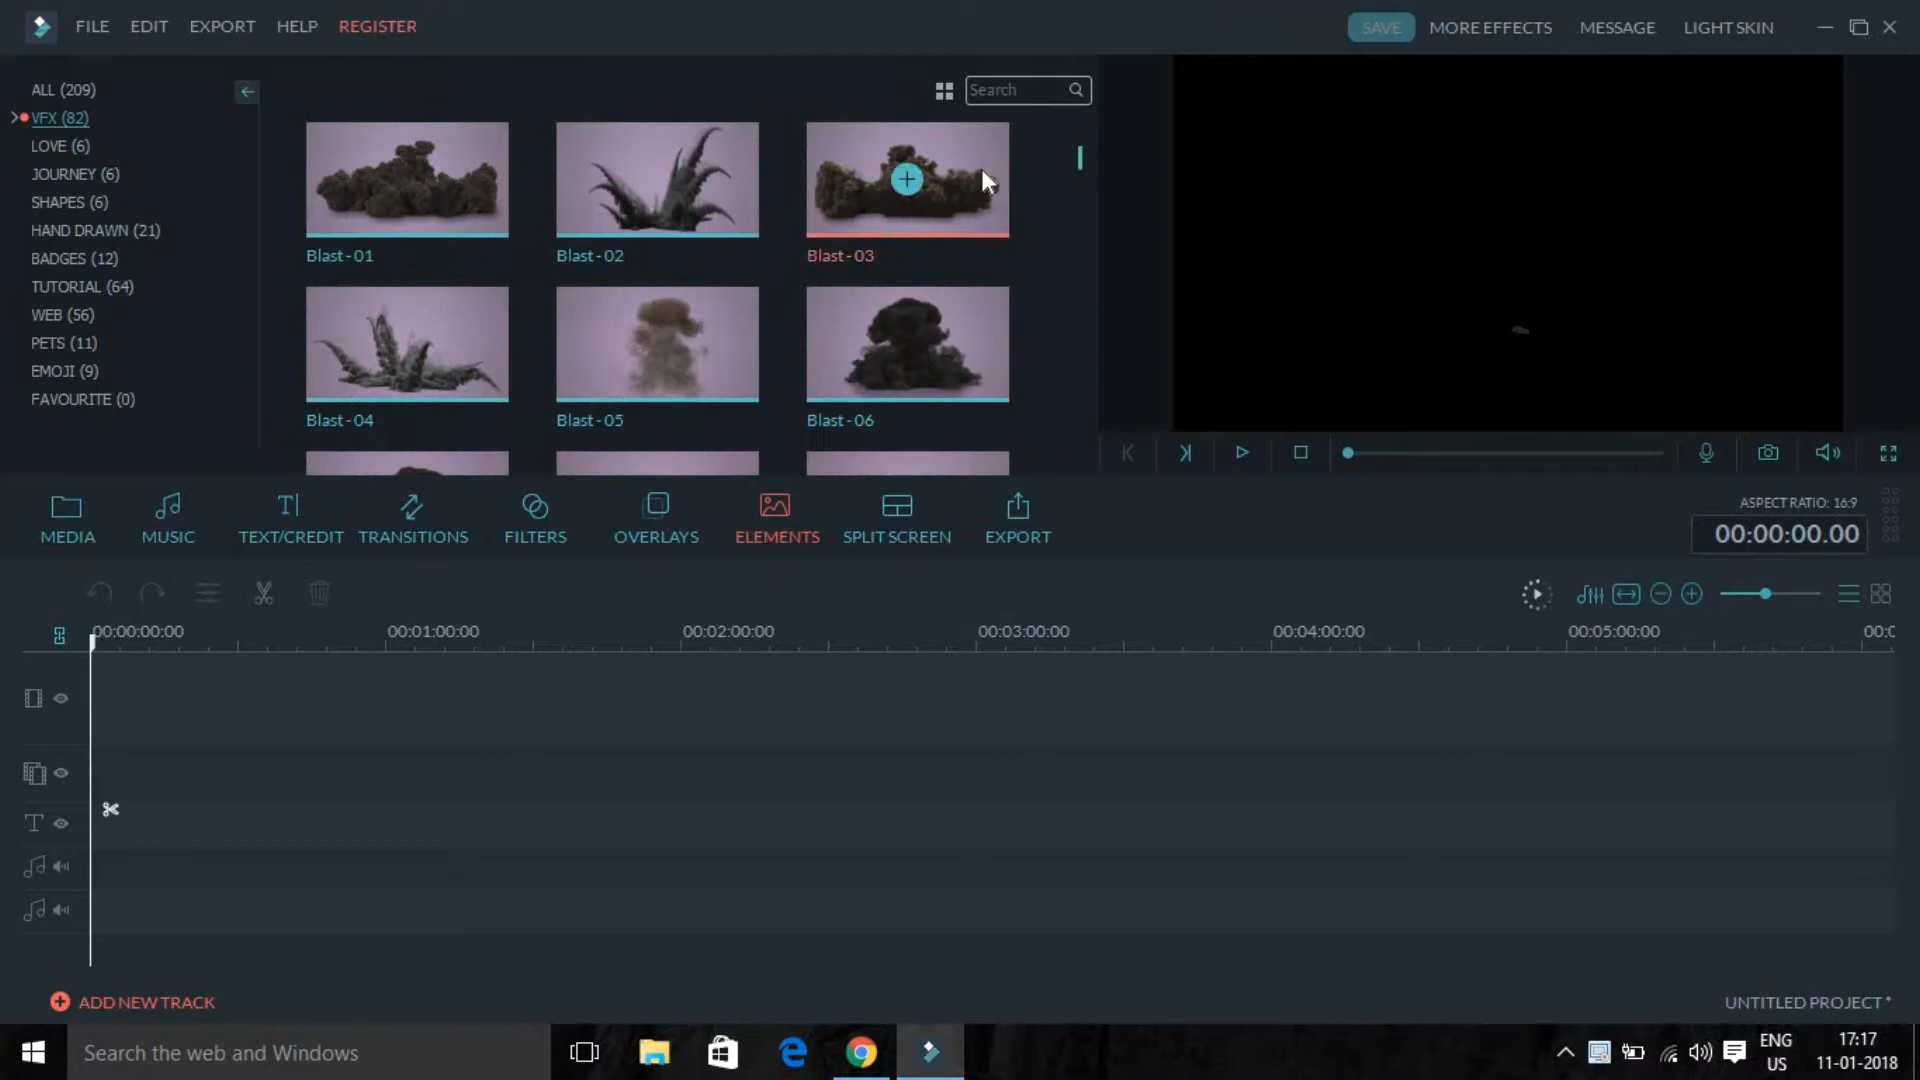 FILE EDIT EXPORT HELP REGISTER SAVE MORE EFFECTS MESSAGE LIGHT SKIN
ALL (209)
VFX (82)
LOVE (6)
JOURNEY (6)
SHAPES (6)
HAND DRAWN (21)
BADGES (12)
TUTORIAL (64)
WEB (56)
PETS (11)
EMOJI (9)
FAVOURITE (0)
Search
Blast-01 Blast-02 Blast-03
Blast-04 Blast-05 Blast-06
MEDIA MUSIC TEXT/CREDIT TRANSITIONS FILTERS OVERLAYS ELEMENTS SPLIT SCREEN EXPORT
ASPECT RATIO: 16:9
00:00:00.00
00:00:00:00 00:01:00:00 00:02:00:00 00:03:00:00 00:04:00:00 00:05:00:00
ADD NEW TRACK
UNTITLED PROJECT *
Search the web and Windows
ENG
US
17:17
11-01-2018